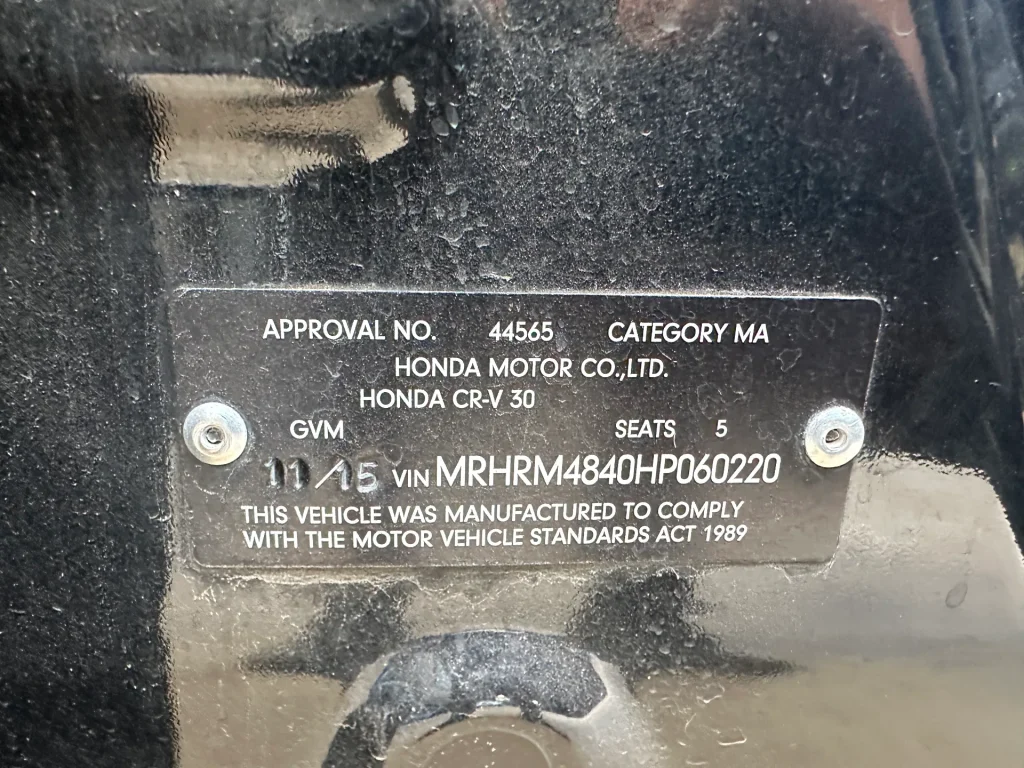 APPROVAL NO. 44565 CATEGORY MA
HONDA MOTOR CO.,LTD.
HONDA CR-V 30
GVM SEATS 5
11/15 VIN MRHRM4840HP060220
THIS VEHICLE WAS MANUFACTURED TO COMPLY
WITH THE MOTOR VEHICLE STANDARDS ACT 1989